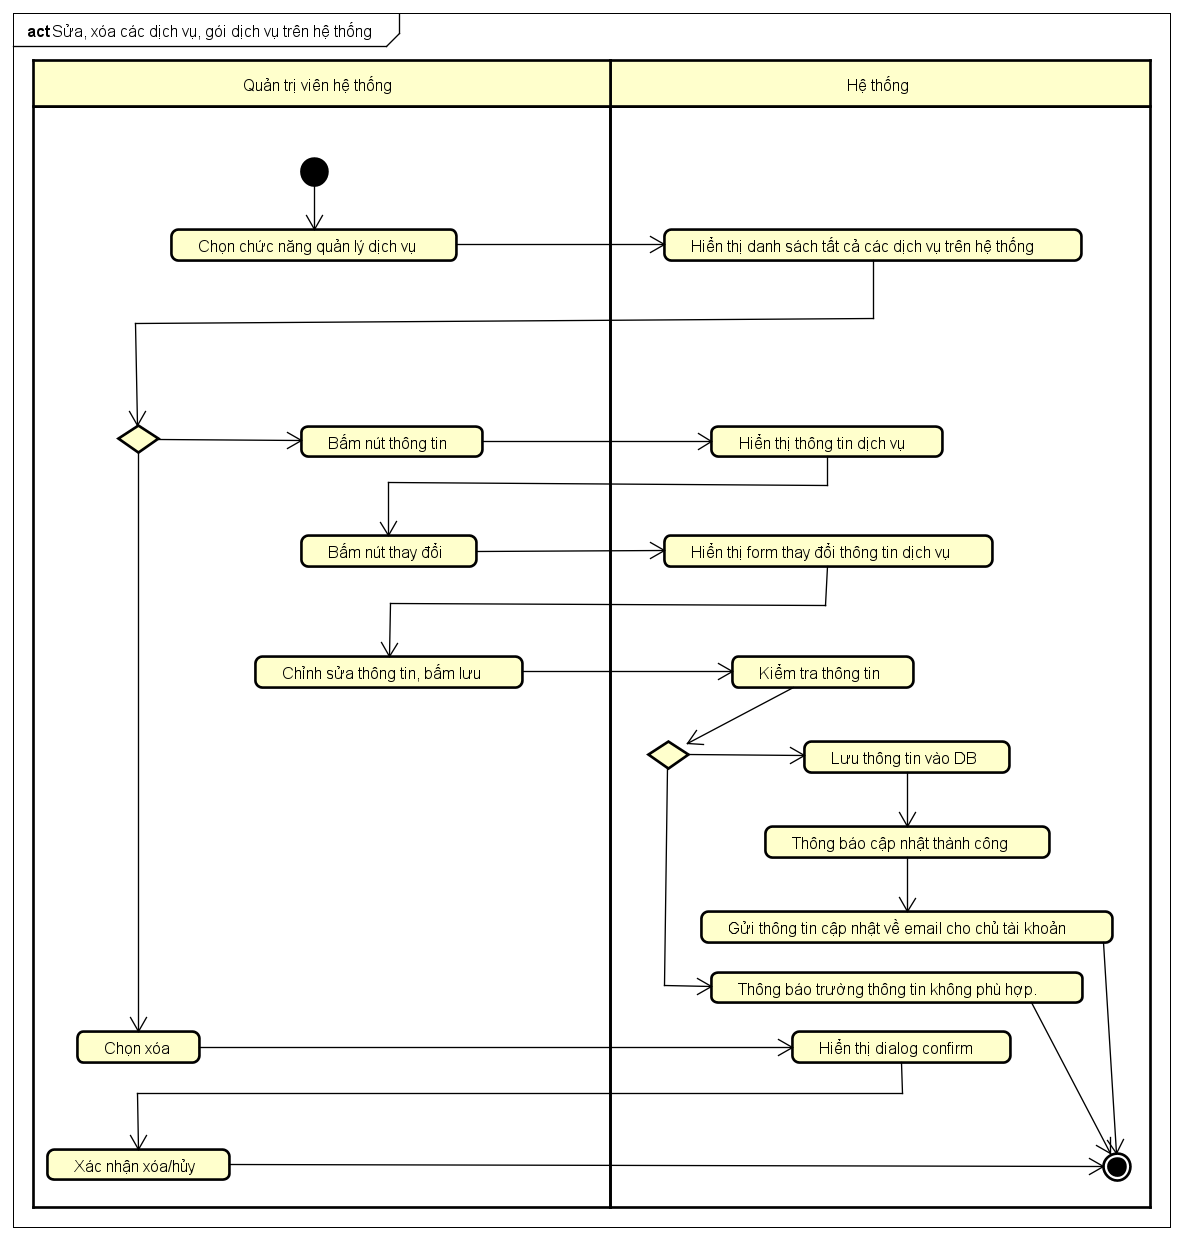 act Sửa, xóa các dịch vụ, gói dịch vụ trên hệ thống
Quản trị viên hệ thống
Hệ thống
Chọn chức năng quản lý dịch vụ
Hiển thị danh sách tất cả các dịch vụ trên hệ thống
Bấm nút thông tin
Hiển thị thông tin dịch vụ
Bấm nút thay đổi
Hiển thị form thay đổi thông tin dịch vụ
Chỉnh sửa thông tin, bấm lưu
Kiểm tra thông tin
Lưu thông tin vào DB
Thông báo cập nhật thành công
Gửi thông tin cập nhật về email cho chủ tài khoản
Thông báo trường thông tin không phù hợp.
Chọn xóa
Hiển thị dialog confirm
Xác nhận xóa/hủy